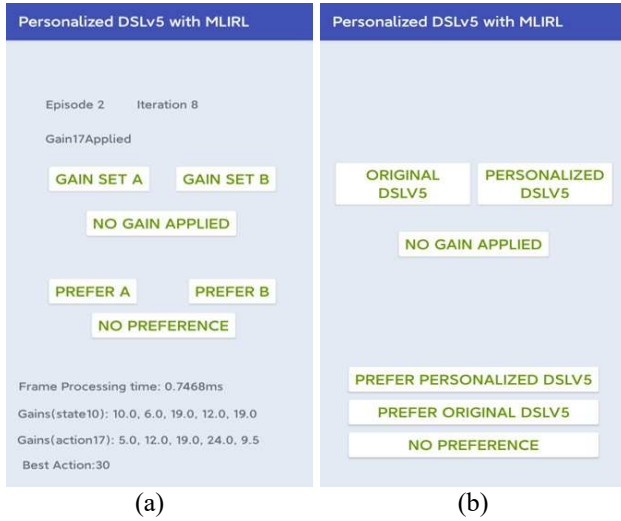 Personalized DSLv5 with MLIRL
Episode 2 Iteration 8
Gain17Applied
GAIN SET A GAIN SET B
NO GAIN APPLIED
PREFER A PREFER B
NO PREFERENCE
Frame Processing time: 0.7468ms
Gains(state10): 10.0, 6.0, 19.0, 12.0, 19.0
Gains(action17): 5.0, 12.0, 19.0, 24.0, 9.5
Best Action:30
(a)
Personalized DSLv5 with MLIRL
ORIGINAL
DSLV5
PERSONALIZED
DSLV5
NO GAIN APPLIED
PREFER PERSONALIZED DSLV5
PREFER ORIGINAL DSLV5
NO PREFERENCE
(b)